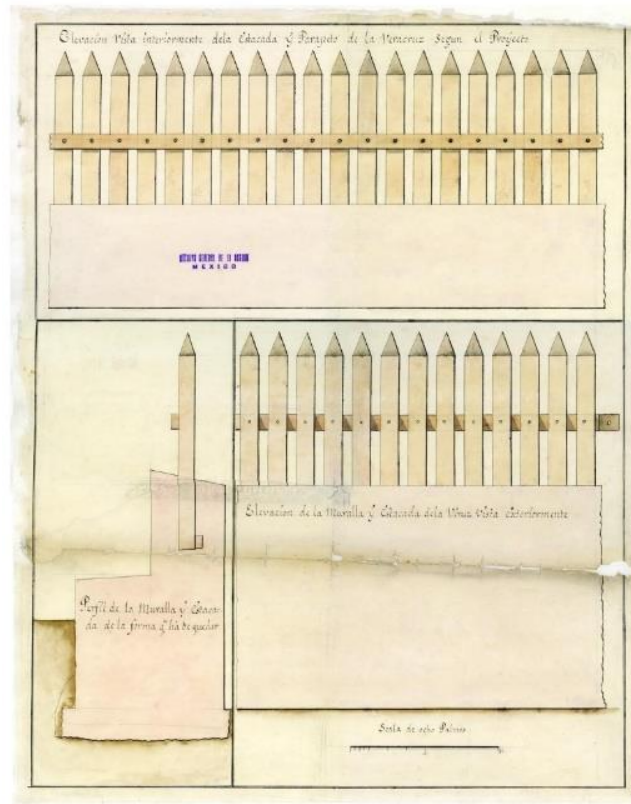 Elevacion Vista interiormente dela Estacada y Parapeto de la Veracruz Segun el Proyecto
ARCHIVO GENERAL DE LA NACION
MEXICO
Elevacion de la Muralla y Estacada dela Vĕruz Vista Exteriormente
Perfil de la Muralla y Estaca-
da de la forma q.e ha de quedar
Scala de ocho Palmos